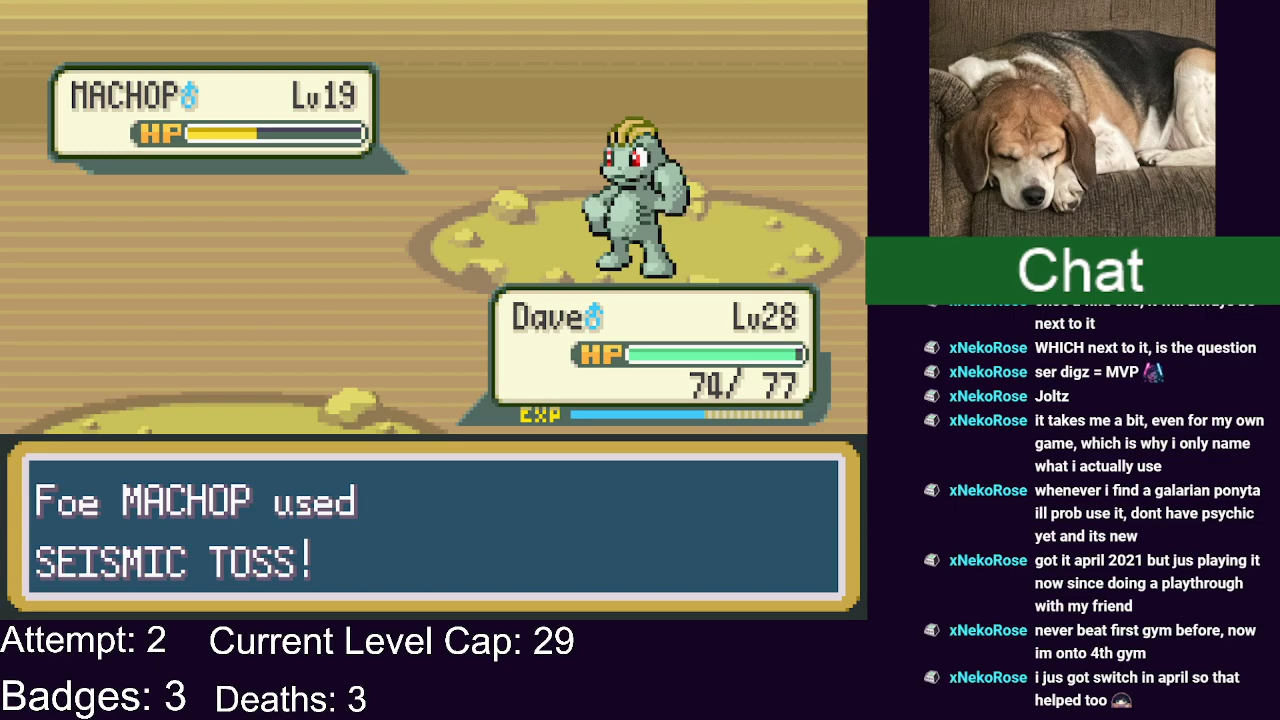 MACHOP♂ Lv19
HP
Dave♂ Lv28
HP
74/ 77
EXP
Foe MACHOP used
SEISMIC TOSS!
Attempt: 2 Current Level Cap: 29
Badges: 3 Deaths: 3
Chat
next to it
xNekoRose WHICH next to it, is the question
xNekoRose ser digz = MVP
xNekoRose Joltz
xNekoRose it takes me a bit, even for my own
game, which is why i only name
what i actually use
xNekoRose whenever i find a galarian ponyta
ill prob use it, dont have psychic
yet and its new
xNekoRose got it april 2021 but jus playing it
now since doing a playthrough
with my friend
xNekoRose never beat first gym before, now
im onto 4th gym
xNekoRose i jus got switch in april so that
helped too